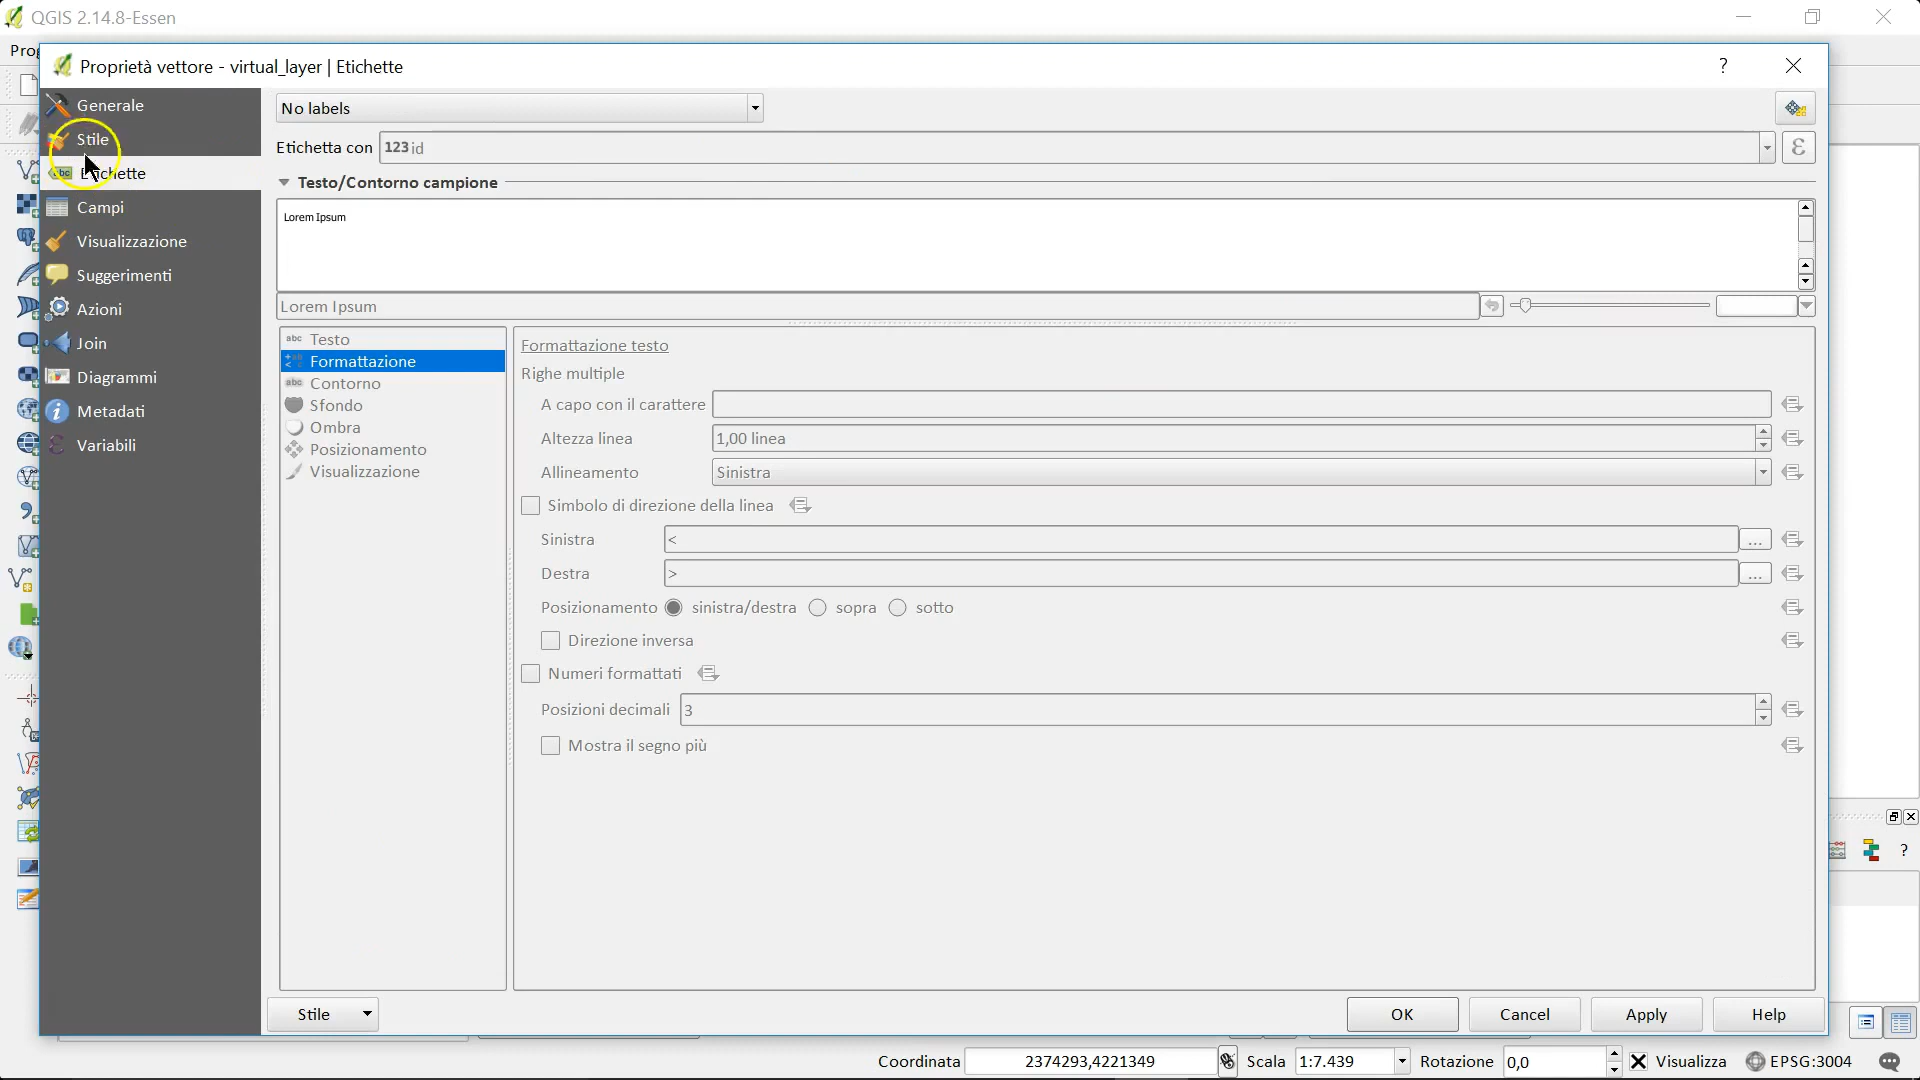 QGIS 2.14.8-Essen
Prog
Proprietà vettore - virtual_layer | Etichette
?
Generale
Stile
Etichette
Campi
Visualizzazione
Suggerimenti
Azioni
Join
Diagrammi
Metadati
Variabili
No labels
Etichetta con 123 id
ε
Testo/Contorno campione
Lorem Ipsum
Lorem Ipsum
abc Testo
Formattazione
abc Contorno
Sfondo
Ombra
Posizionamento
Visualizzazione
Formattazione testo
Righe multiple
A capo con il carattere
Altezza linea 1,00 linea
Allineamento Sinistra
Simbolo di direzione della linea
Sinistra < ...
Destra > ...
Posizionamento sinistra/destra sopra sotto
Direzione inversa
Numeri formattati
Posizioni decimali 3
Mostra il segno più
?
Stile
OK Cancel Apply Help
Coordinata 2374293,4221349 Scala 1:7.439 Rotazione 0,0 Visualizza EPSG:3004